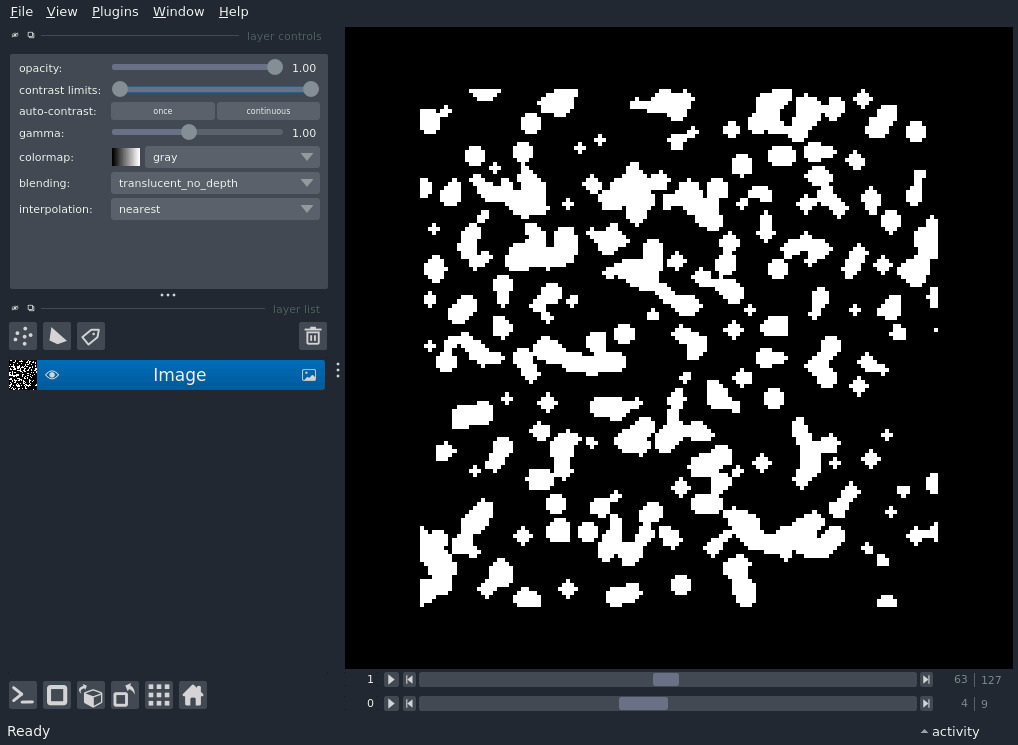 File View Plugins Window Help
layer controls
opacity: 1.00
contrast limits:
auto-contrast: once continuous
gamma: 1.00
colormap: gray
blending: translucent_no_depth
interpolation: nearest
layer list
Image
1 63 127
0 4 9
Ready activity